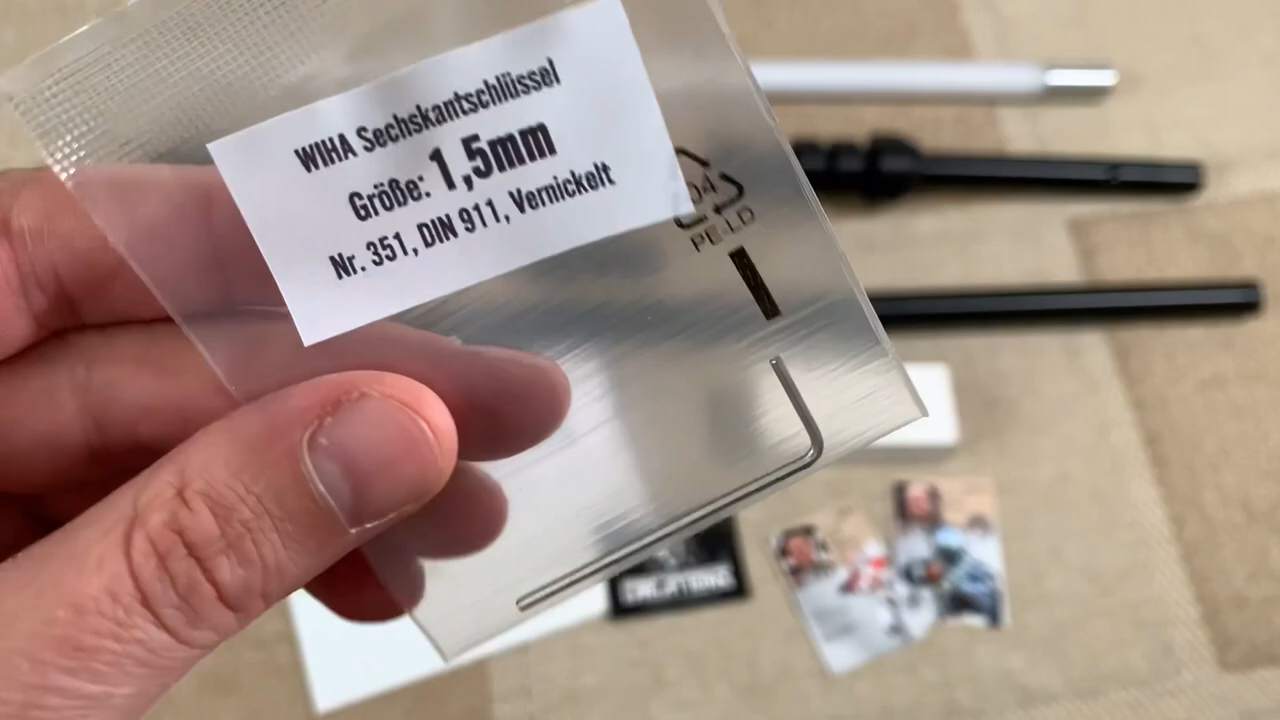 WIHA Sechskantschlüssel
Größe: 1,5mm
Nr. 351, DIN 911, Vernickelt
04
PE-LD